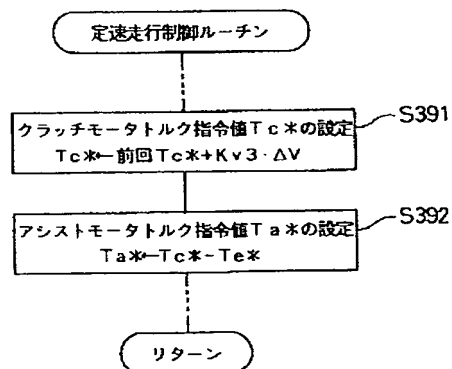 定速走行制御ルーチン
S391
クラッチモータトルク指令値Tc*の設定
Tc*←前回Tc*+Kv3・ΔV
S392
アシストモータトルク指令値Ta*の設定
Ta*←Tc*-Te*
リターン